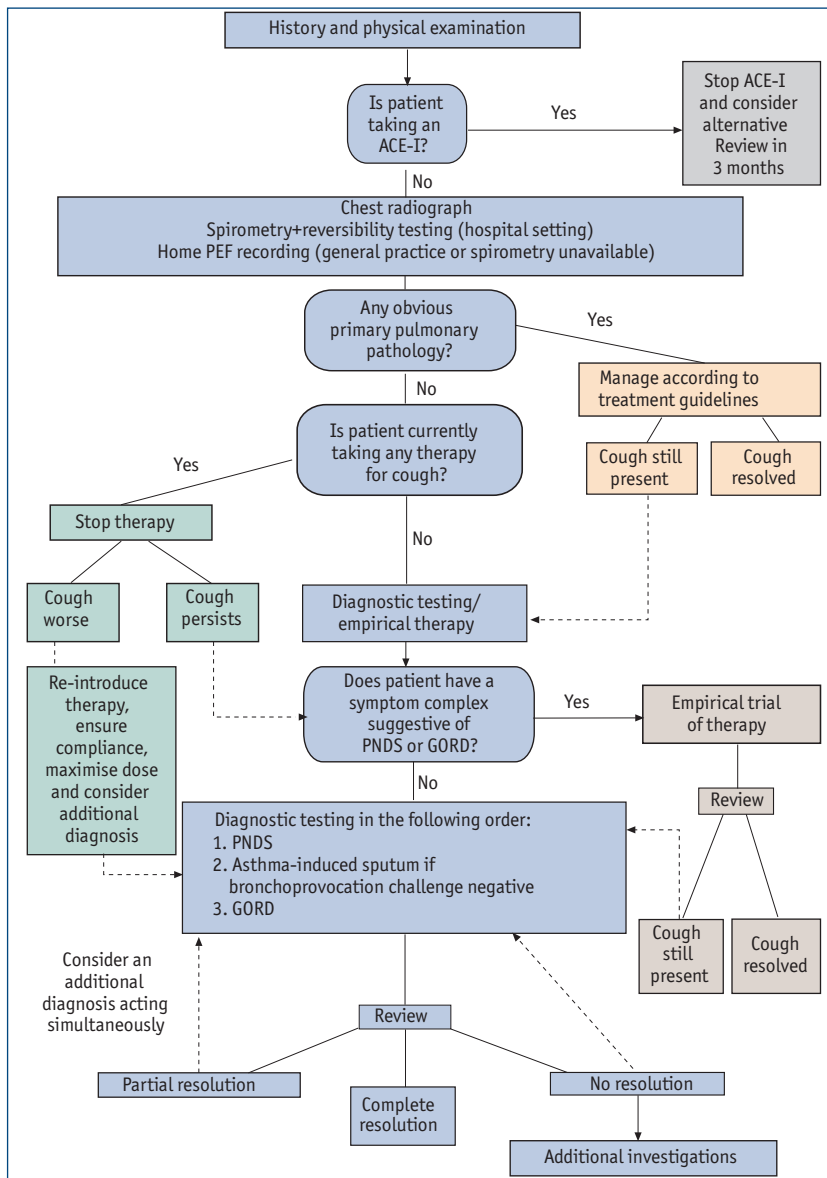 History and physical examination
Is patient
taking an
ACE-I?
Yes
Stop ACE-I
and consider
alternative
Review in
3 months
No
Chest radiograph
Spirometry+reversibility testing (hospital setting)
Home PEF recording (general practice or spirometry unavailable)
Any obvious
primary pulmonary
pathology?
Yes
Manage according to
treatment guidelines
Cough still
present
Cough
resolved
No
Is patient currently
taking any therapy
for cough?
Yes
Stop therapy
Cough
worse
Cough
persists
No
Diagnostic testing/
empirical therapy
Re-introduce
therapy,
ensure
compliance,
maximise dose
and consider
additional
diagnosis
Does patient have a
symptom complex
suggestive of
PNDS or GORD?
Yes
Empirical trial
of therapy
Review
Cough
still
present
Cough
resolved
No
Diagnostic testing in the following order:
1. PNDS
2. Asthma-induced sputum if
bronchoprovocation challenge negative
3. GORD
Consider an
additional
diagnosis acting
simultaneously
Review
Partial resolution
Complete
resolution
No resolution
Additional investigations